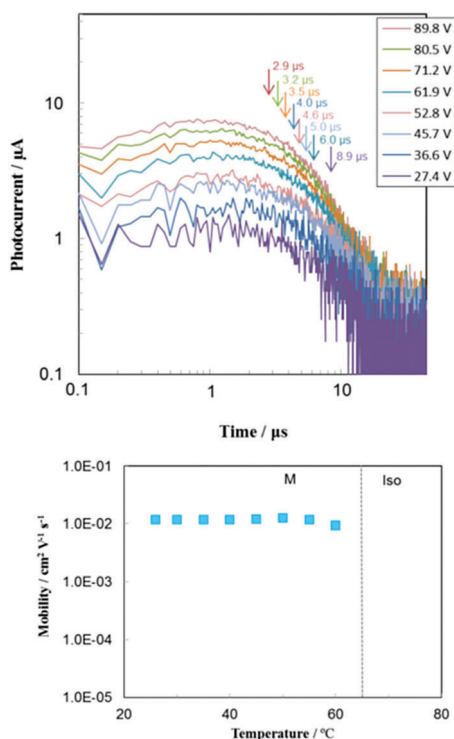 89.8 V
80.5 V
71.2 V
61.9 V
52.8 V
45.7 V
36.6 V
27.4 V
2.9 µs
3.2 µs
3.5 µs
4.0 µs
4.6 µs
5.0 µs
6.0 µs
8.9 µs
Photocurrent / µA
10
1
0.1
0.1
1
10
Time / µs
Mobility / cm² V⁻¹ s⁻¹
1.0E-01
1.0E-02
1.0E-03
1.0E-04
1.0E-05
M
Iso
20
40
60
80
Temperature / ºC